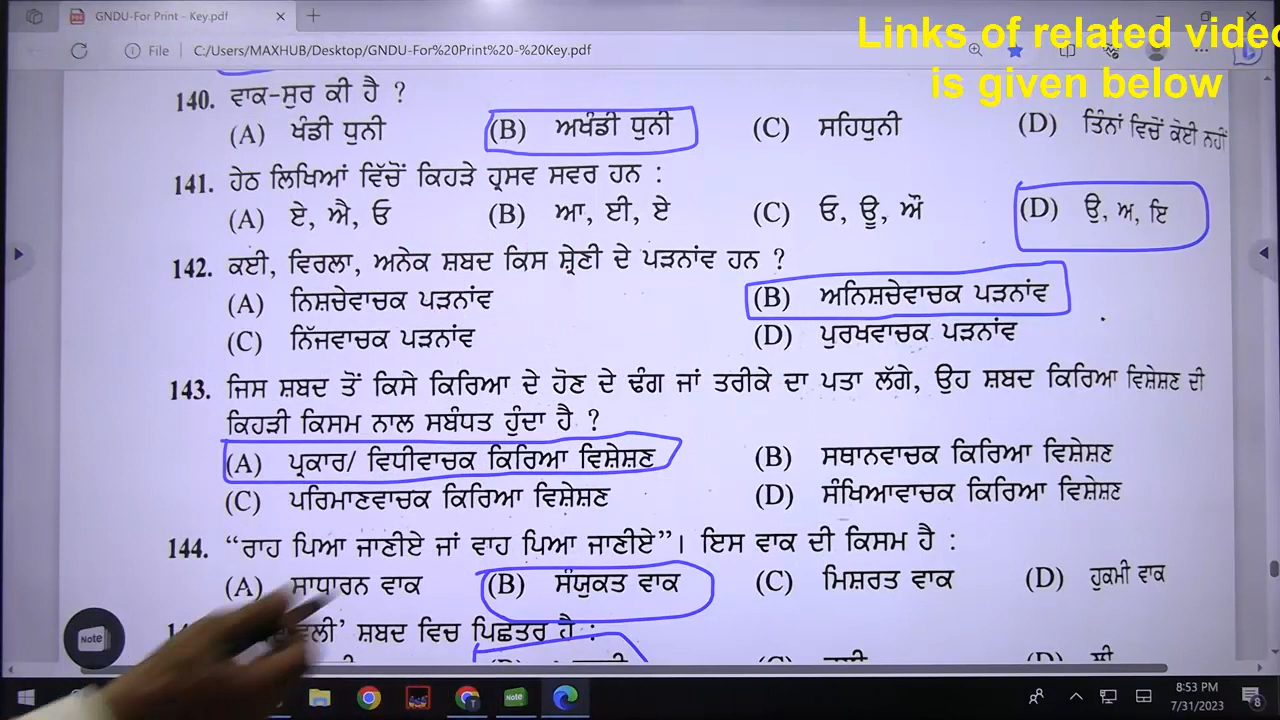 GNDU-For Print - Key.pdf
Links of related video
is given below
File C:/Users/MAXHUB/Desktop/GNDU-For%20Print%20-%20Key.pdf
140. ਵਾਕ-ਸੁਰ ਕੀ ਹੈ ?
(A) ਖੰਡੀ ਧੁਨੀ (B) ਅਖੰਡੀ ਧੁਨੀ (C) ਸਹਿਧੁਨੀ (D) ਤਿੰਨਾਂ ਵਿਚੋਂ ਕੋਈ ਨਹੀਂ
141. ਹੇਠ ਲਿਖਿਆਂ ਵਿੱਚੋਂ ਕਿਹੜੇ ਹ੍ਰਸਵ ਸਵਰ ਹਨ :
(A) ਏ, ਐ, ਓ (B) ਆ, ਈ, ਏ (C) ਓ, ਊ, ਔ (D) ਉ, ਅ, ਇ
142. ਕਈ, ਵਿਰਲਾ, ਅਨੇਕ ਸ਼ਬਦ ਕਿਸ ਸ਼੍ਰੇਣੀ ਦੇ ਪੜਨਾਂਵ ਹਨ ?
(A) ਨਿਸ਼ਚੇਵਾਚਕ ਪੜਨਾਂਵ (B) ਅਨਿਸ਼ਚੇਵਾਚਕ ਪੜਨਾਂਵ
(C) ਨਿੱਜਵਾਚਕ ਪੜਨਾਂਵ (D) ਪੁਰਖਵਾਚਕ ਪੜਨਾਂਵ
143. ਜਿਸ ਸ਼ਬਦ ਤੋਂ ਕਿਸੇ ਕਿਰਿਆ ਦੇ ਹੋਣ ਦੇ ਢੰਗ ਜਾਂ ਤਰੀਕੇ ਦਾ ਪਤਾ ਲੱਗੇ, ਉਹ ਸ਼ਬਦ ਕਿਰਿਆ ਵਿਸ਼ੇਸ਼ਣ ਦੀ
ਕਿਹੜੀ ਕਿਸਮ ਨਾਲ ਸਬੰਧਤ ਹੁੰਦਾ ਹੈ ?
(A) ਪ੍ਰਕਾਰ/ ਵਿਧੀਵਾਚਕ ਕਿਰਿਆ ਵਿਸ਼ੇਸ਼ਣ (B) ਸਥਾਨਵਾਚਕ ਕਿਰਿਆ ਵਿਸ਼ੇਸ਼ਣ
(C) ਪਰਿਮਾਣਵਾਚਕ ਕਿਰਿਆ ਵਿਸ਼ੇਸ਼ਣ (D) ਸੰਖਿਆਵਾਚਕ ਕਿਰਿਆ ਵਿਸ਼ੇਸ਼ਣ
144. “ਰਾਹ ਪਿਆ ਜਾਣੀਏ ਜਾਂ ਵਾਹ ਪਿਆ ਜਾਣੀਏ”। ਇਸ ਵਾਕ ਦੀ ਕਿਸਮ ਹੈ :
(A) ਸਾਧਾਰਨ ਵਾਕ (B) ਸੰਯੁਕਤ ਵਾਕ (C) ਮਿਸ਼ਰਤ ਵਾਕ (D) ਹੁਕਮੀ ਵਾਕ
ਸ਼ਬਦ ਵਿਚ ਪਿਛਤਰ ਹੈ :
Note
Note
8:53 PM
7/31/2023
8